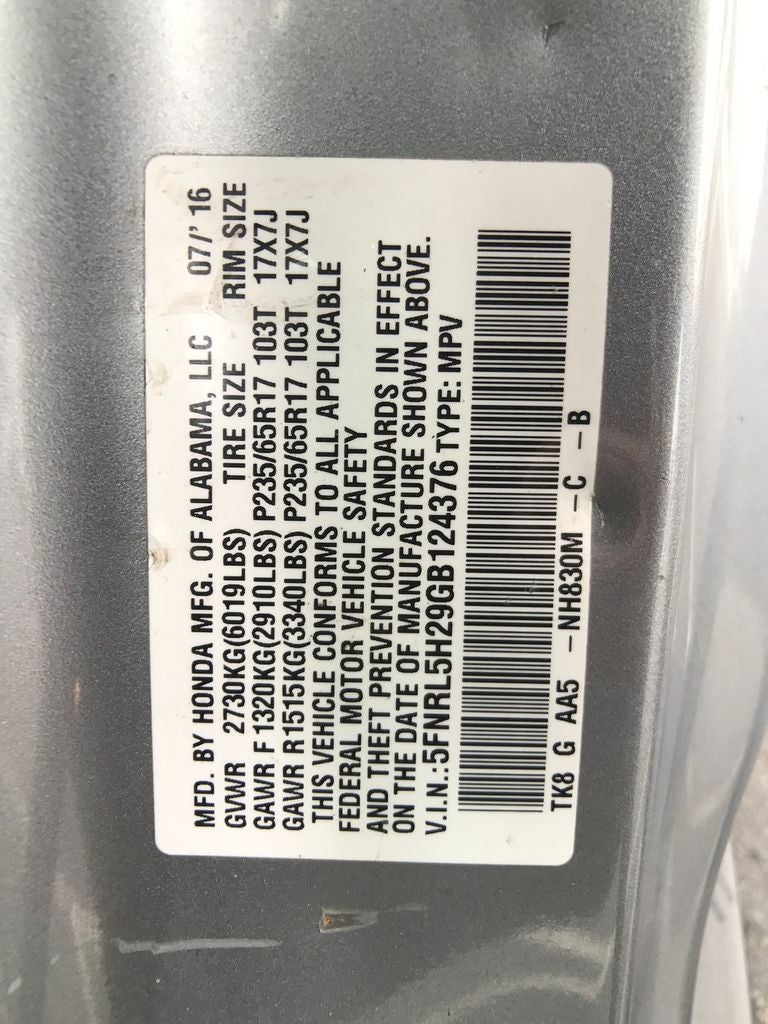 MFD. BY HONDA MFG. OF ALABAMA, LLC 07/' 16
GVWR 2730KG(6019LBS) TIRE SIZE RIM SIZE
GAWR F 1320KG(2910LBS) P235/65R17 103T 17X7J
GAWR R1515KG(3340LBS) P235/65R17 103T 17X7J
THIS VEHICLE CONFORMS TO ALL APPLICABLE
FEDERAL MOTOR VEHICLE SAFETY
AND THEFT PREVENTION STANDARDS IN EFFECT
ON THE DATE OF MANUFACTURE SHOWN ABOVE.
V.I.N.:5FNRL5H29GB124376 TYPE: MPV
TK8 G AA5 -NH830M -C -B